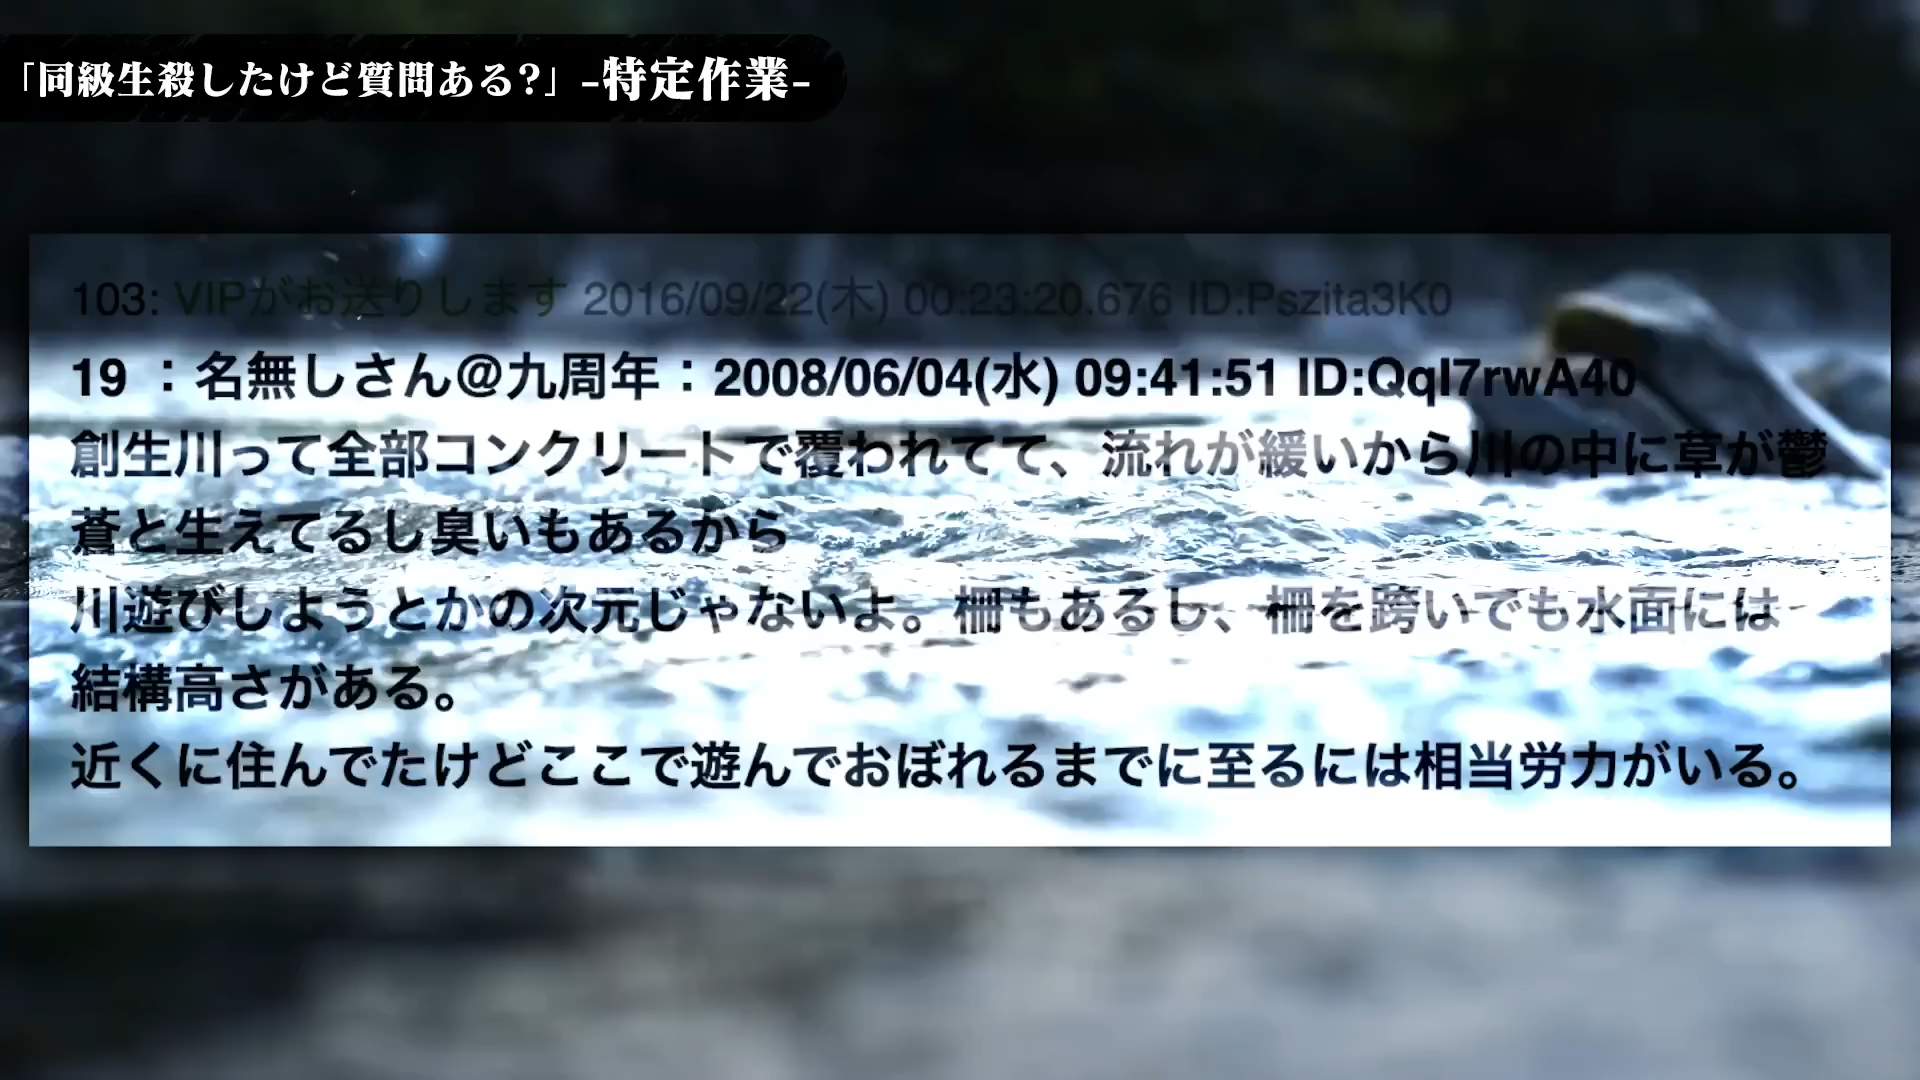 「同級生殺したけど質問ある?」-特定作業-
103: VIPがお送りします 2016/09/22(木) 00:23:20.676 ID:Pszita3K0
19 ：名無しさん@九周年：2008/06/04(水) 09:41:51 ID:QqI7rwA40
創生川って全部コンクリートで覆われてて、流れが緩いから川の中に草が鬱
蒼と生えてるし臭いもあるから
川遊びしようとかの次元じゃないよ。柵もあるし、柵を跨いでも水面には
結構高さがある。
近くに住んでたけどここで遊んでおぼれるまでに至るには相当労力がいる。